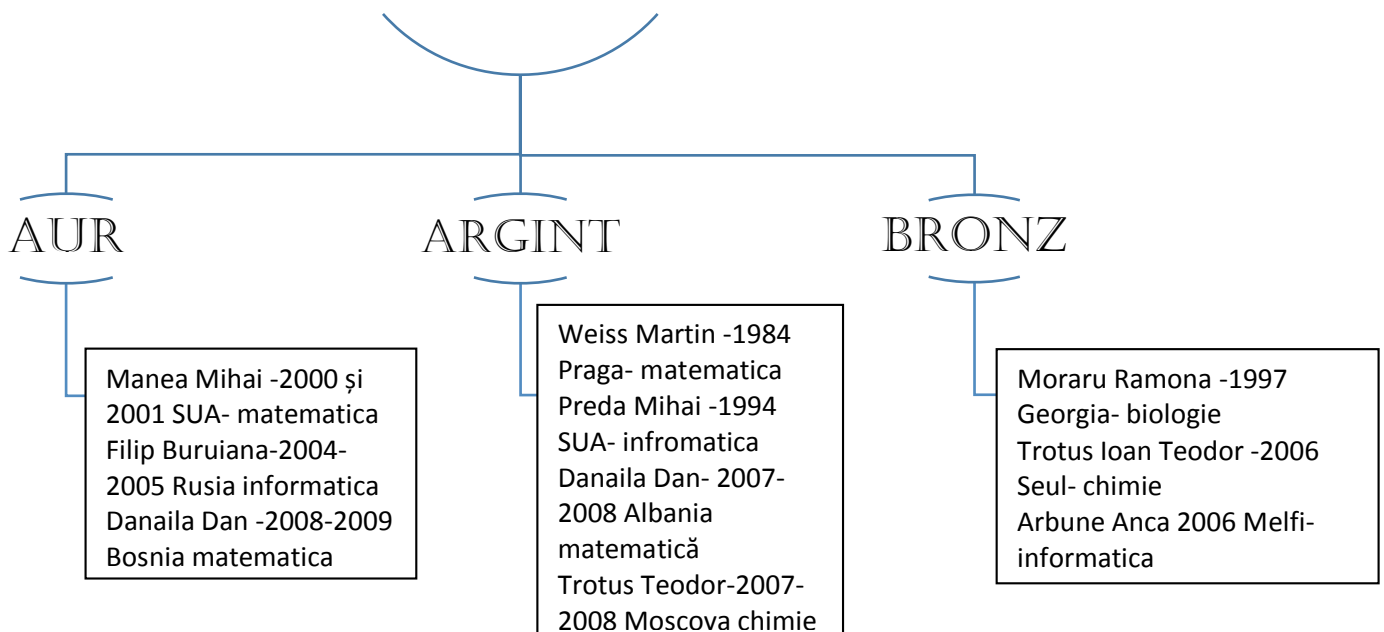 AUR
Manea Mihai -2000 și
2001 SUA- matematica
Filip Buruiana-2004-
2005 Rusia informatica
Danaila Dan -2008-2009
Bosnia matematica
ARGINT
Weiss Martin -1984
Praga- matematica
Preda Mihai -1994
SUA- infromatica
Danaila Dan- 2007-
2008 Albania
matematică
Trotus Teodor-2007-
2008 Moscova chimie
BRONZ
Moraru Ramona -1997
Georgia- biologie
Trotus Ioan Teodor -2006
Seul- chimie
Arbune Anca 2006 Melfi-
informatica